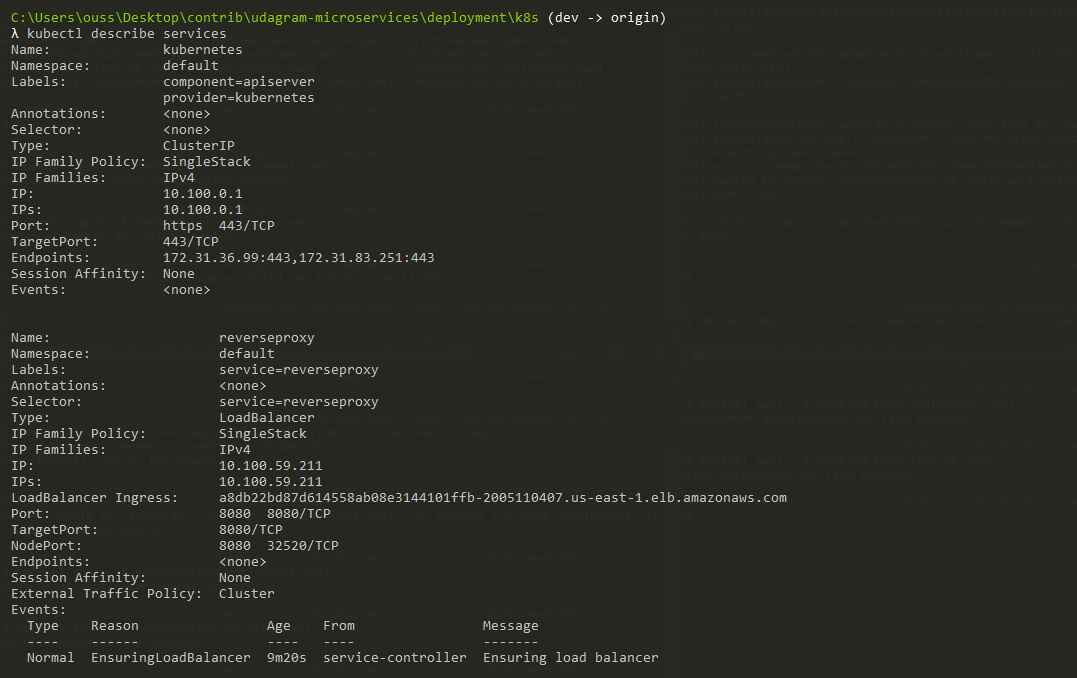 C:\Users\ouss\Desktop\contrib\udagram-microservices\deployment\k8s (dev -> origin)
λ kubectl describe services
Name: kubernetes
Namespace: default
Labels: component=apiserver
provider=kubernetes
Annotations: <none>
Selector: <none>
Type: ClusterIP
IP Family Policy: SingleStack
IP Families: IPv4
IP: 10.100.0.1
IPs: 10.100.0.1
Port: https 443/TCP
TargetPort: 443/TCP
Endpoints: 172.31.36.99:443,172.31.83.251:443
Session Affinity: None
Events: <none>
Name: reverseproxy
Namespace: default
Labels: service=reverseproxy
Annotations: <none>
Selector: service=reverseproxy
Type: LoadBalancer
IP Family Policy: SingleStack
IP Families: IPv4
IP: 10.100.59.211
IPs: 10.100.59.211
LoadBalancer Ingress: a8db22bd87d614558ab08e3144101ffb-2005110407.us-east-1.elb.amazonaws.com
Port: 8080 8080/TCP
TargetPort: 8080/TCP
NodePort: 8080 32520/TCP
Endpoints: <none>
Session Affinity: None
External Traffic Policy: Cluster
Events:
Type Reason Age From Message
---- ------ ---- ---- -------
Normal EnsuringLoadBalancer 9m20s service-controller Ensuring load balancer